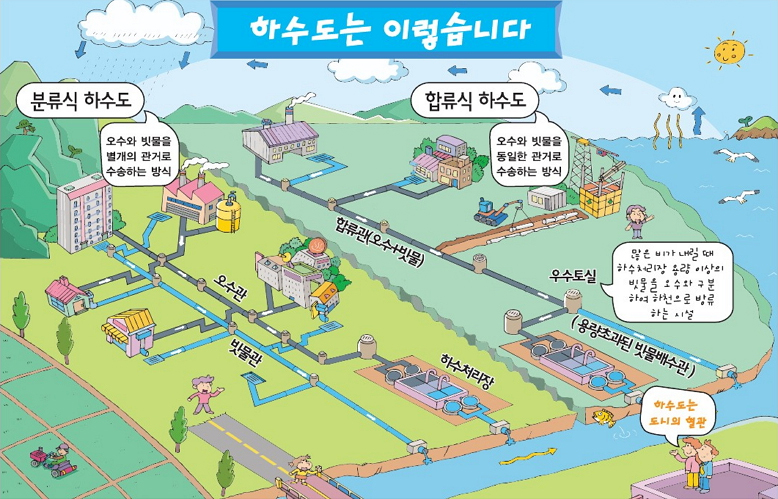 하수도는 이렇습니다
분류식 하수도
오수와 빗물을
별개의 관거로
수송하는 방식
합류식 하수도
오수와 빗물을
동일한 관거로
수송하는 방식
합류관(오수+빗물)
우수토실
많은 비가 내릴 때
하수처리장 용량 이상의
빗물을 오수와 구분
하여 하천으로 방류
하는 시설
(용량초과된 빗물배수관)
오수관
빗물관
하수처리장
하수도는
도시의 혈관